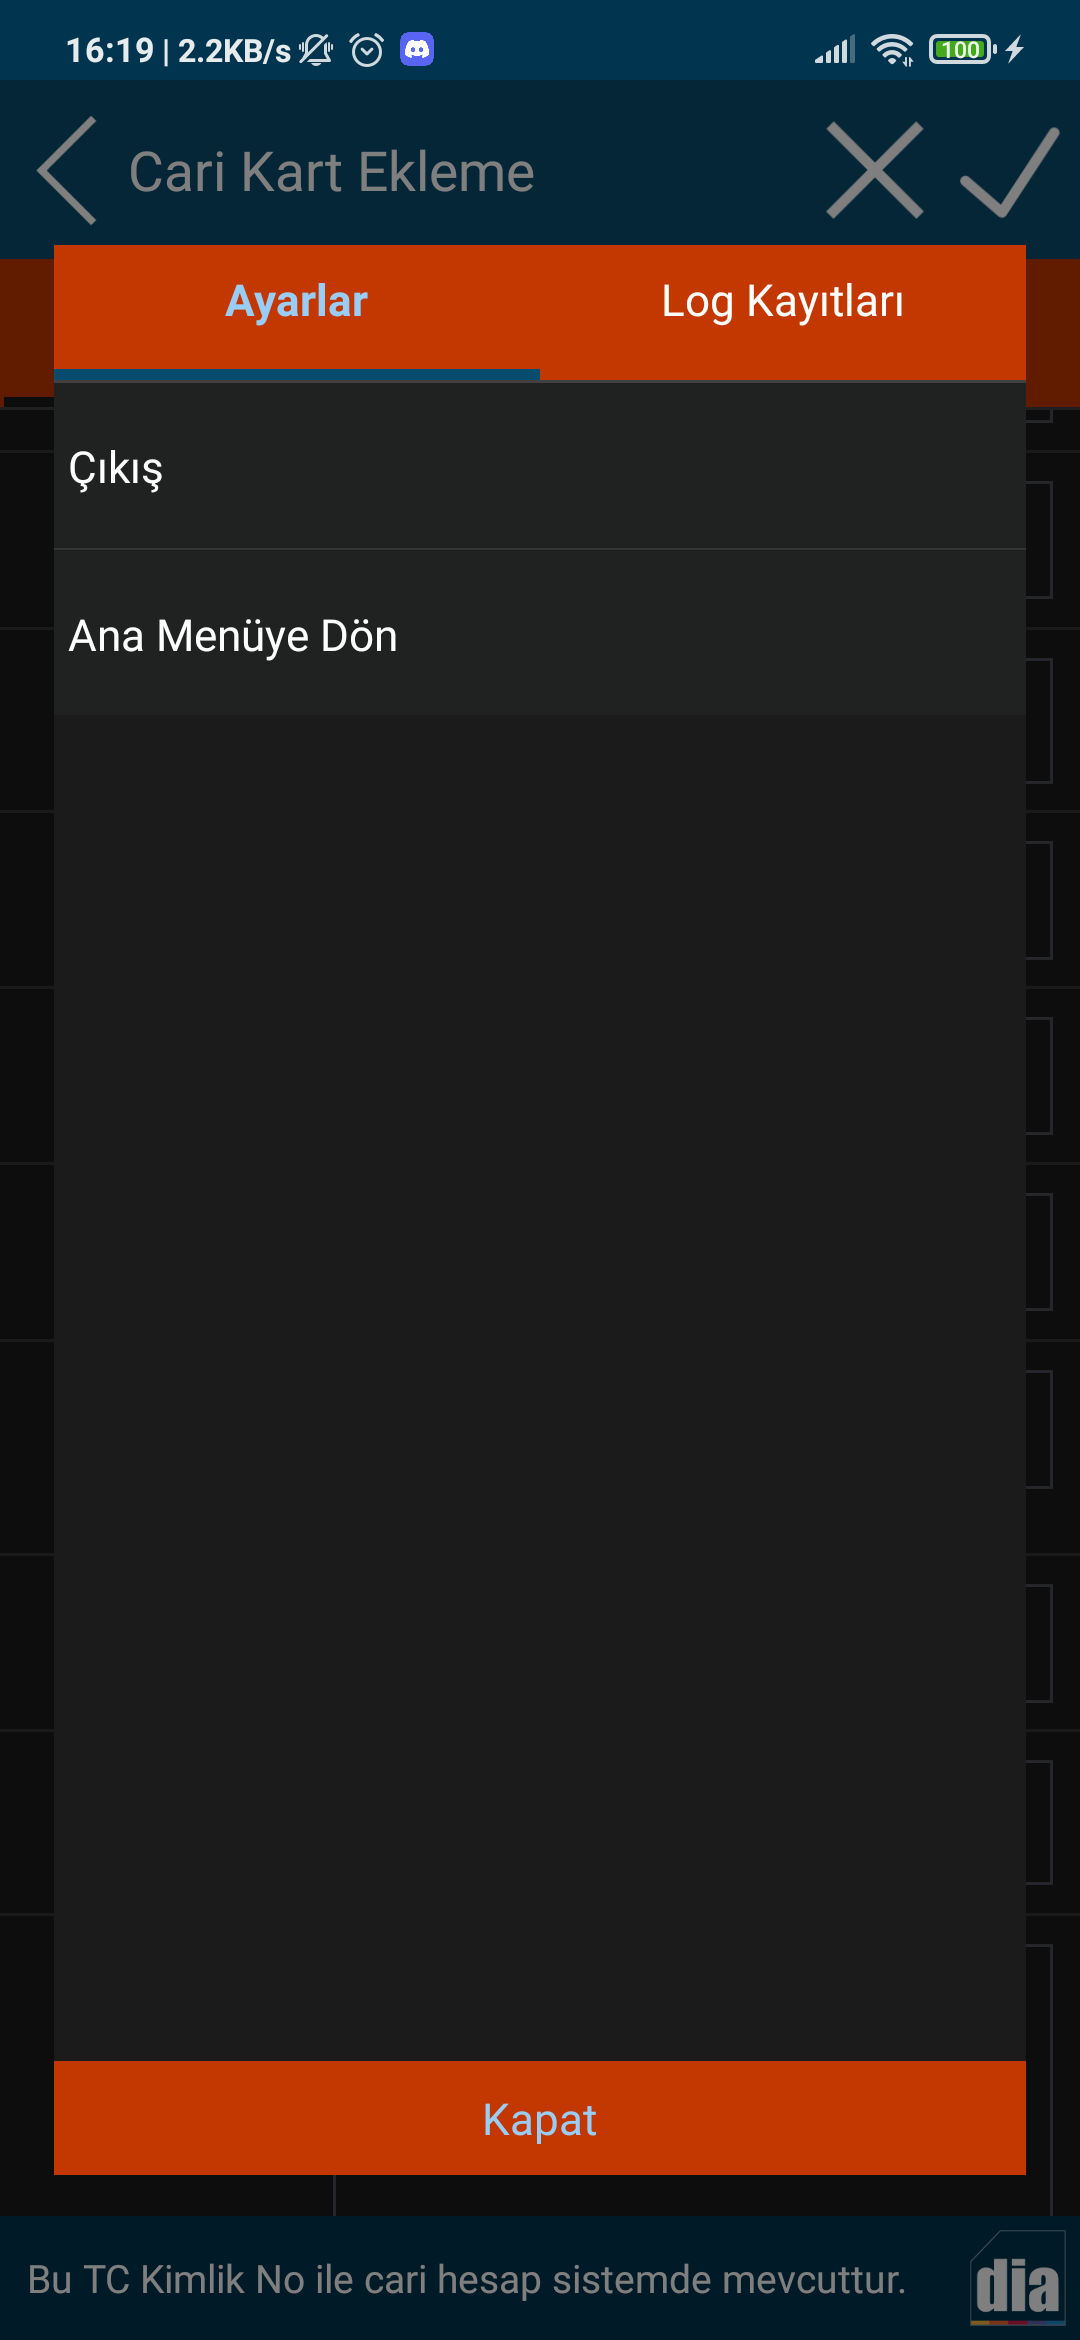 16:19 | 2.2KB/s
100
Cari Kart Ekleme
Ayarlar
Log Kayıtları
Çıkış
Ana Menüye Dön
Kapat
Bu TC Kimlik No ile cari hesap sistemde mevcuttur.
dia